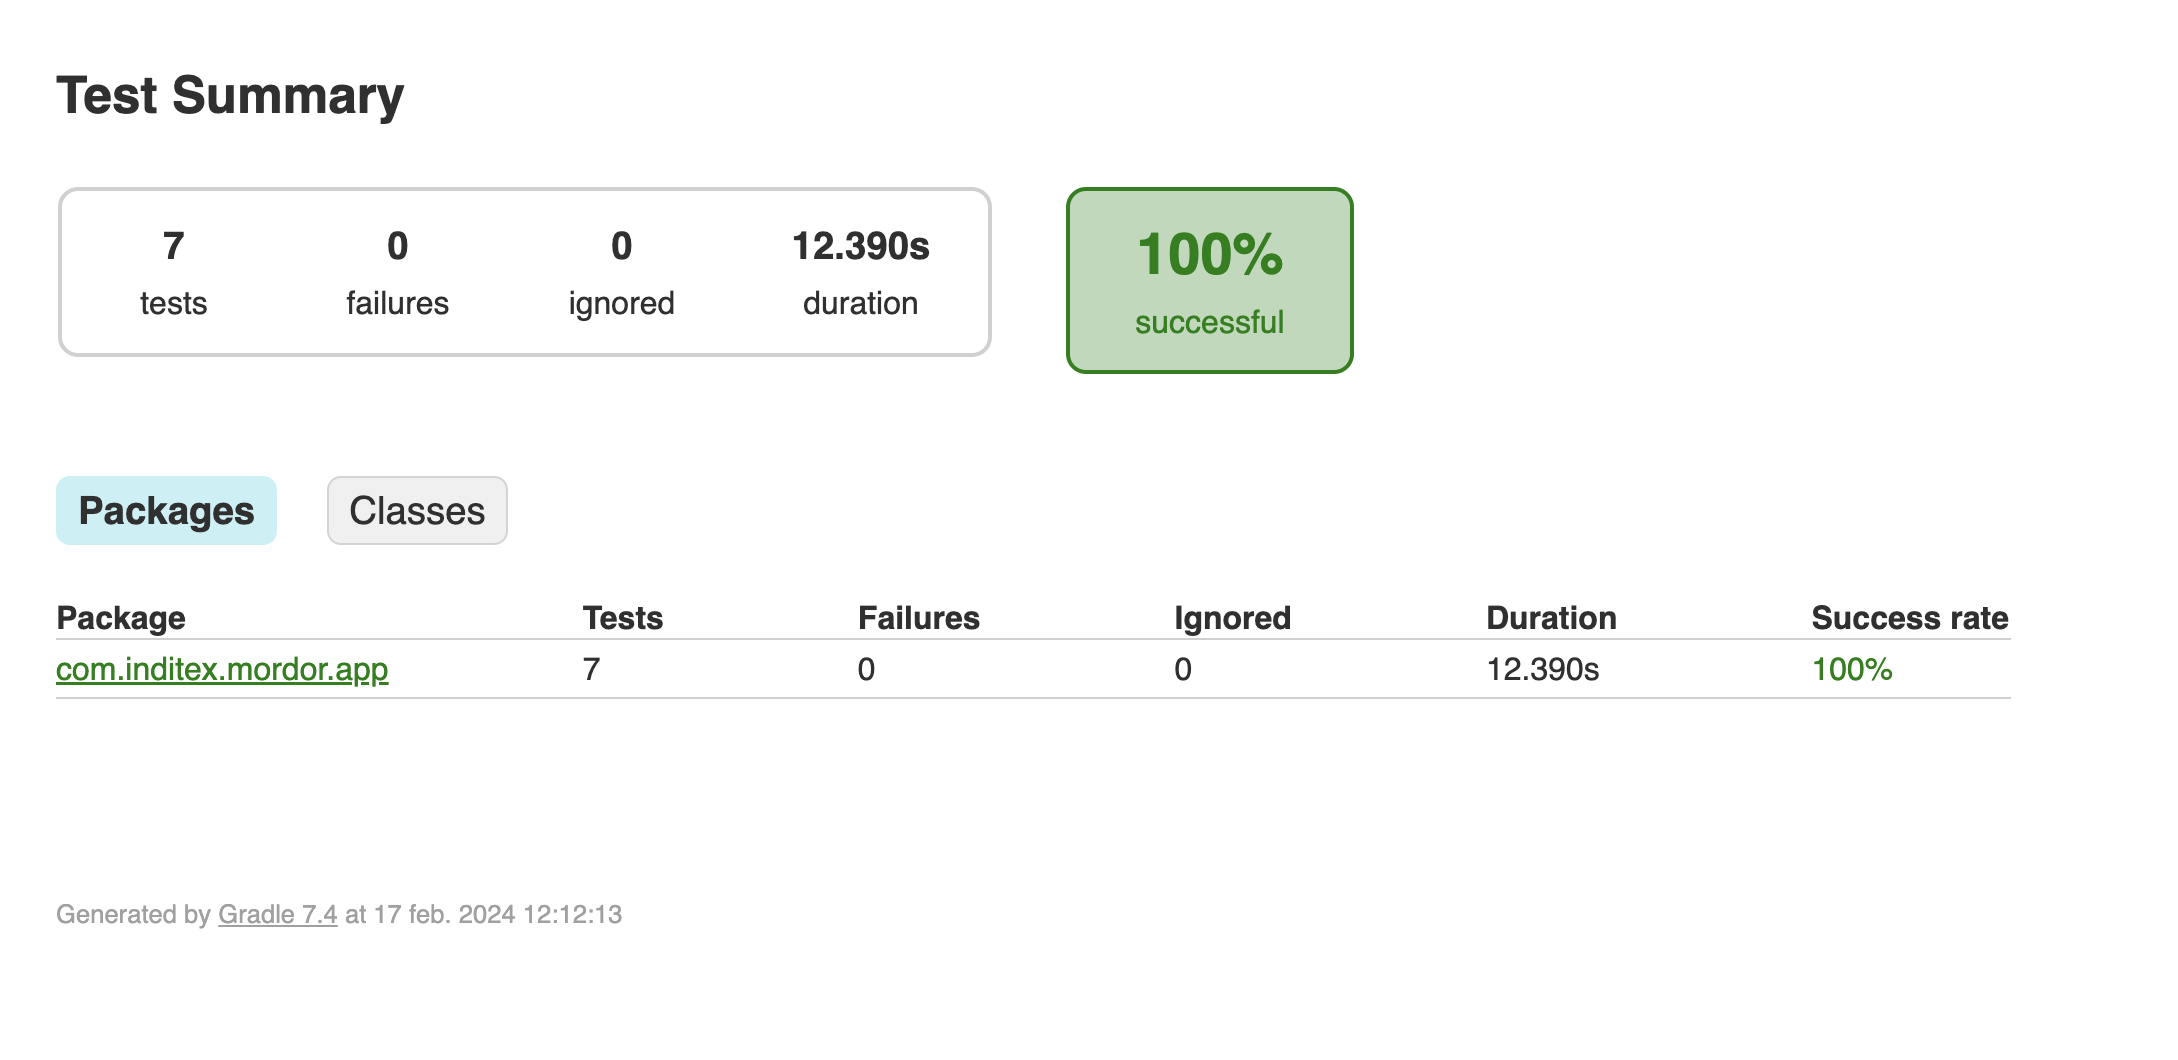 Test Summary
7 0 0 12.390s
tests failures ignored duration
100%
successful
Packages Classes
Package Tests Failures Ignored Duration Success rate
com.inditex.mordor.app 7 0 0 12.390s 100%
Generated by Gradle 7.4 at 17 feb. 2024 12:12:13